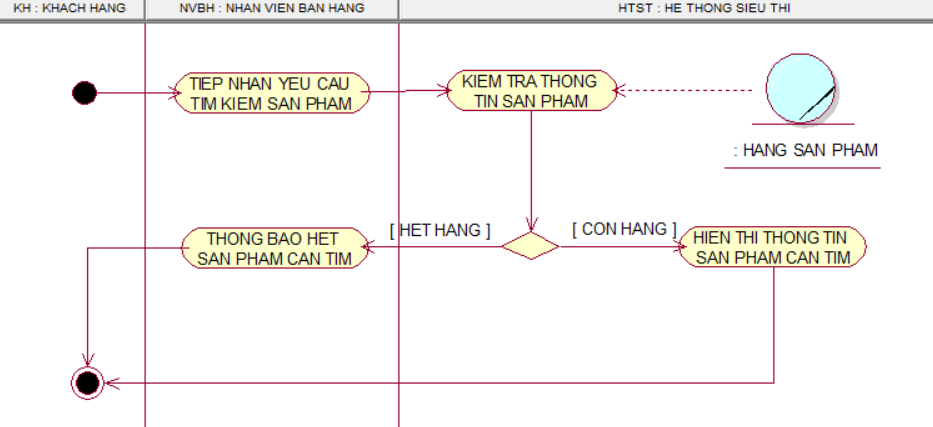 KH : KHACH HANG
NVBH : NHAN VIEN BAN HANG
HTST : HE THONG SIEU THI
TIEP NHAN YEU CAU
TIM KIEM SAN PHAM
KIEM TRA THONG
TIN SAN PHAM
: HANG SAN PHAM
[ HET HANG ]
[ CON HANG ]
THONG BAO HET
SAN PHAM CAN TIM
HIEN THI THONG TIN
SAN PHAM CAN TIM